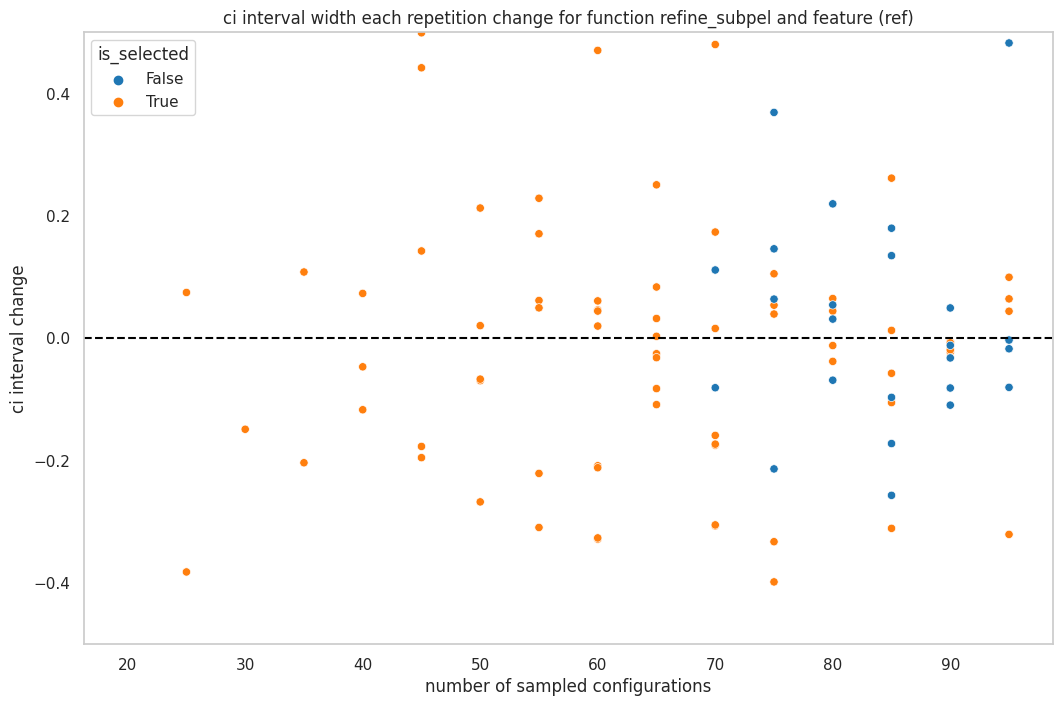 ci interval width each repetition change for function refine_subpel and feature (ref)
is_selected
False
True
0.4
0.2
0.0
−0.2
−0.4
ci interval change
20 30 40 50 60 70 80 90
number of sampled configurations